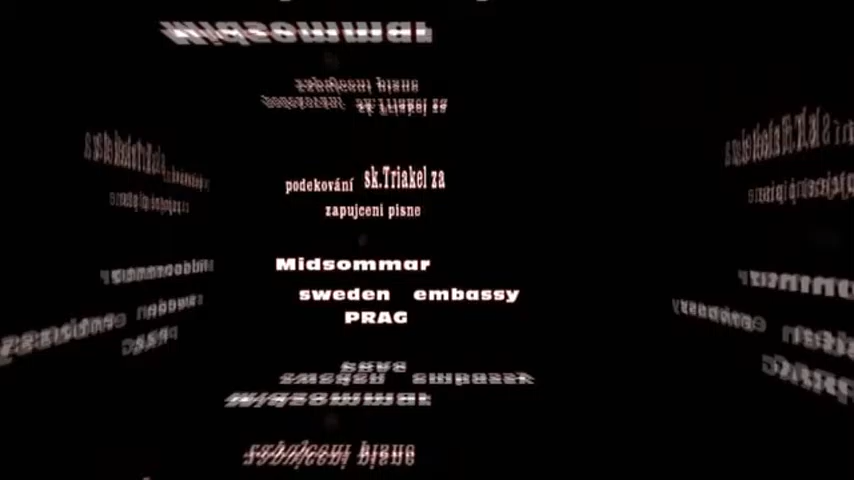 podekování sk.Triakel za
zapujceni pisne
Midsommar
sweden embassy
PRAG